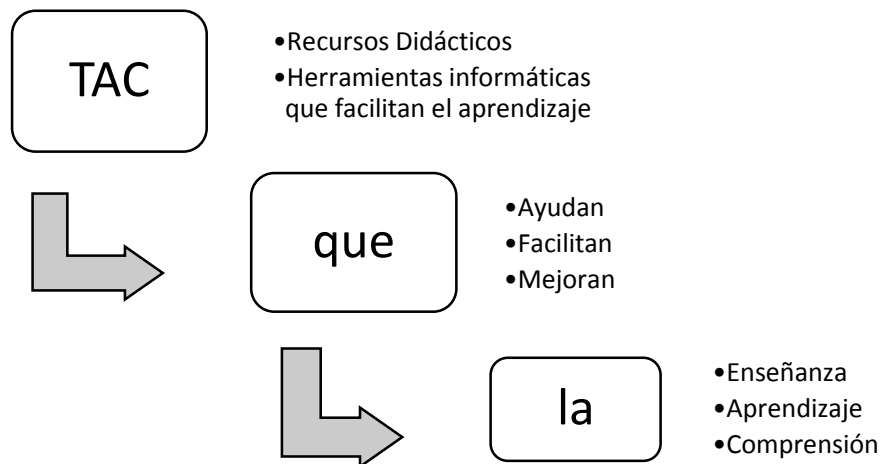 TAC
•Recursos Didácticos
•Herramientas informáticas
que facilitan el aprendizaje
que
•Ayudan
•Facilitan
•Mejoran
la
•Enseñanza
•Aprendizaje
•Comprensión